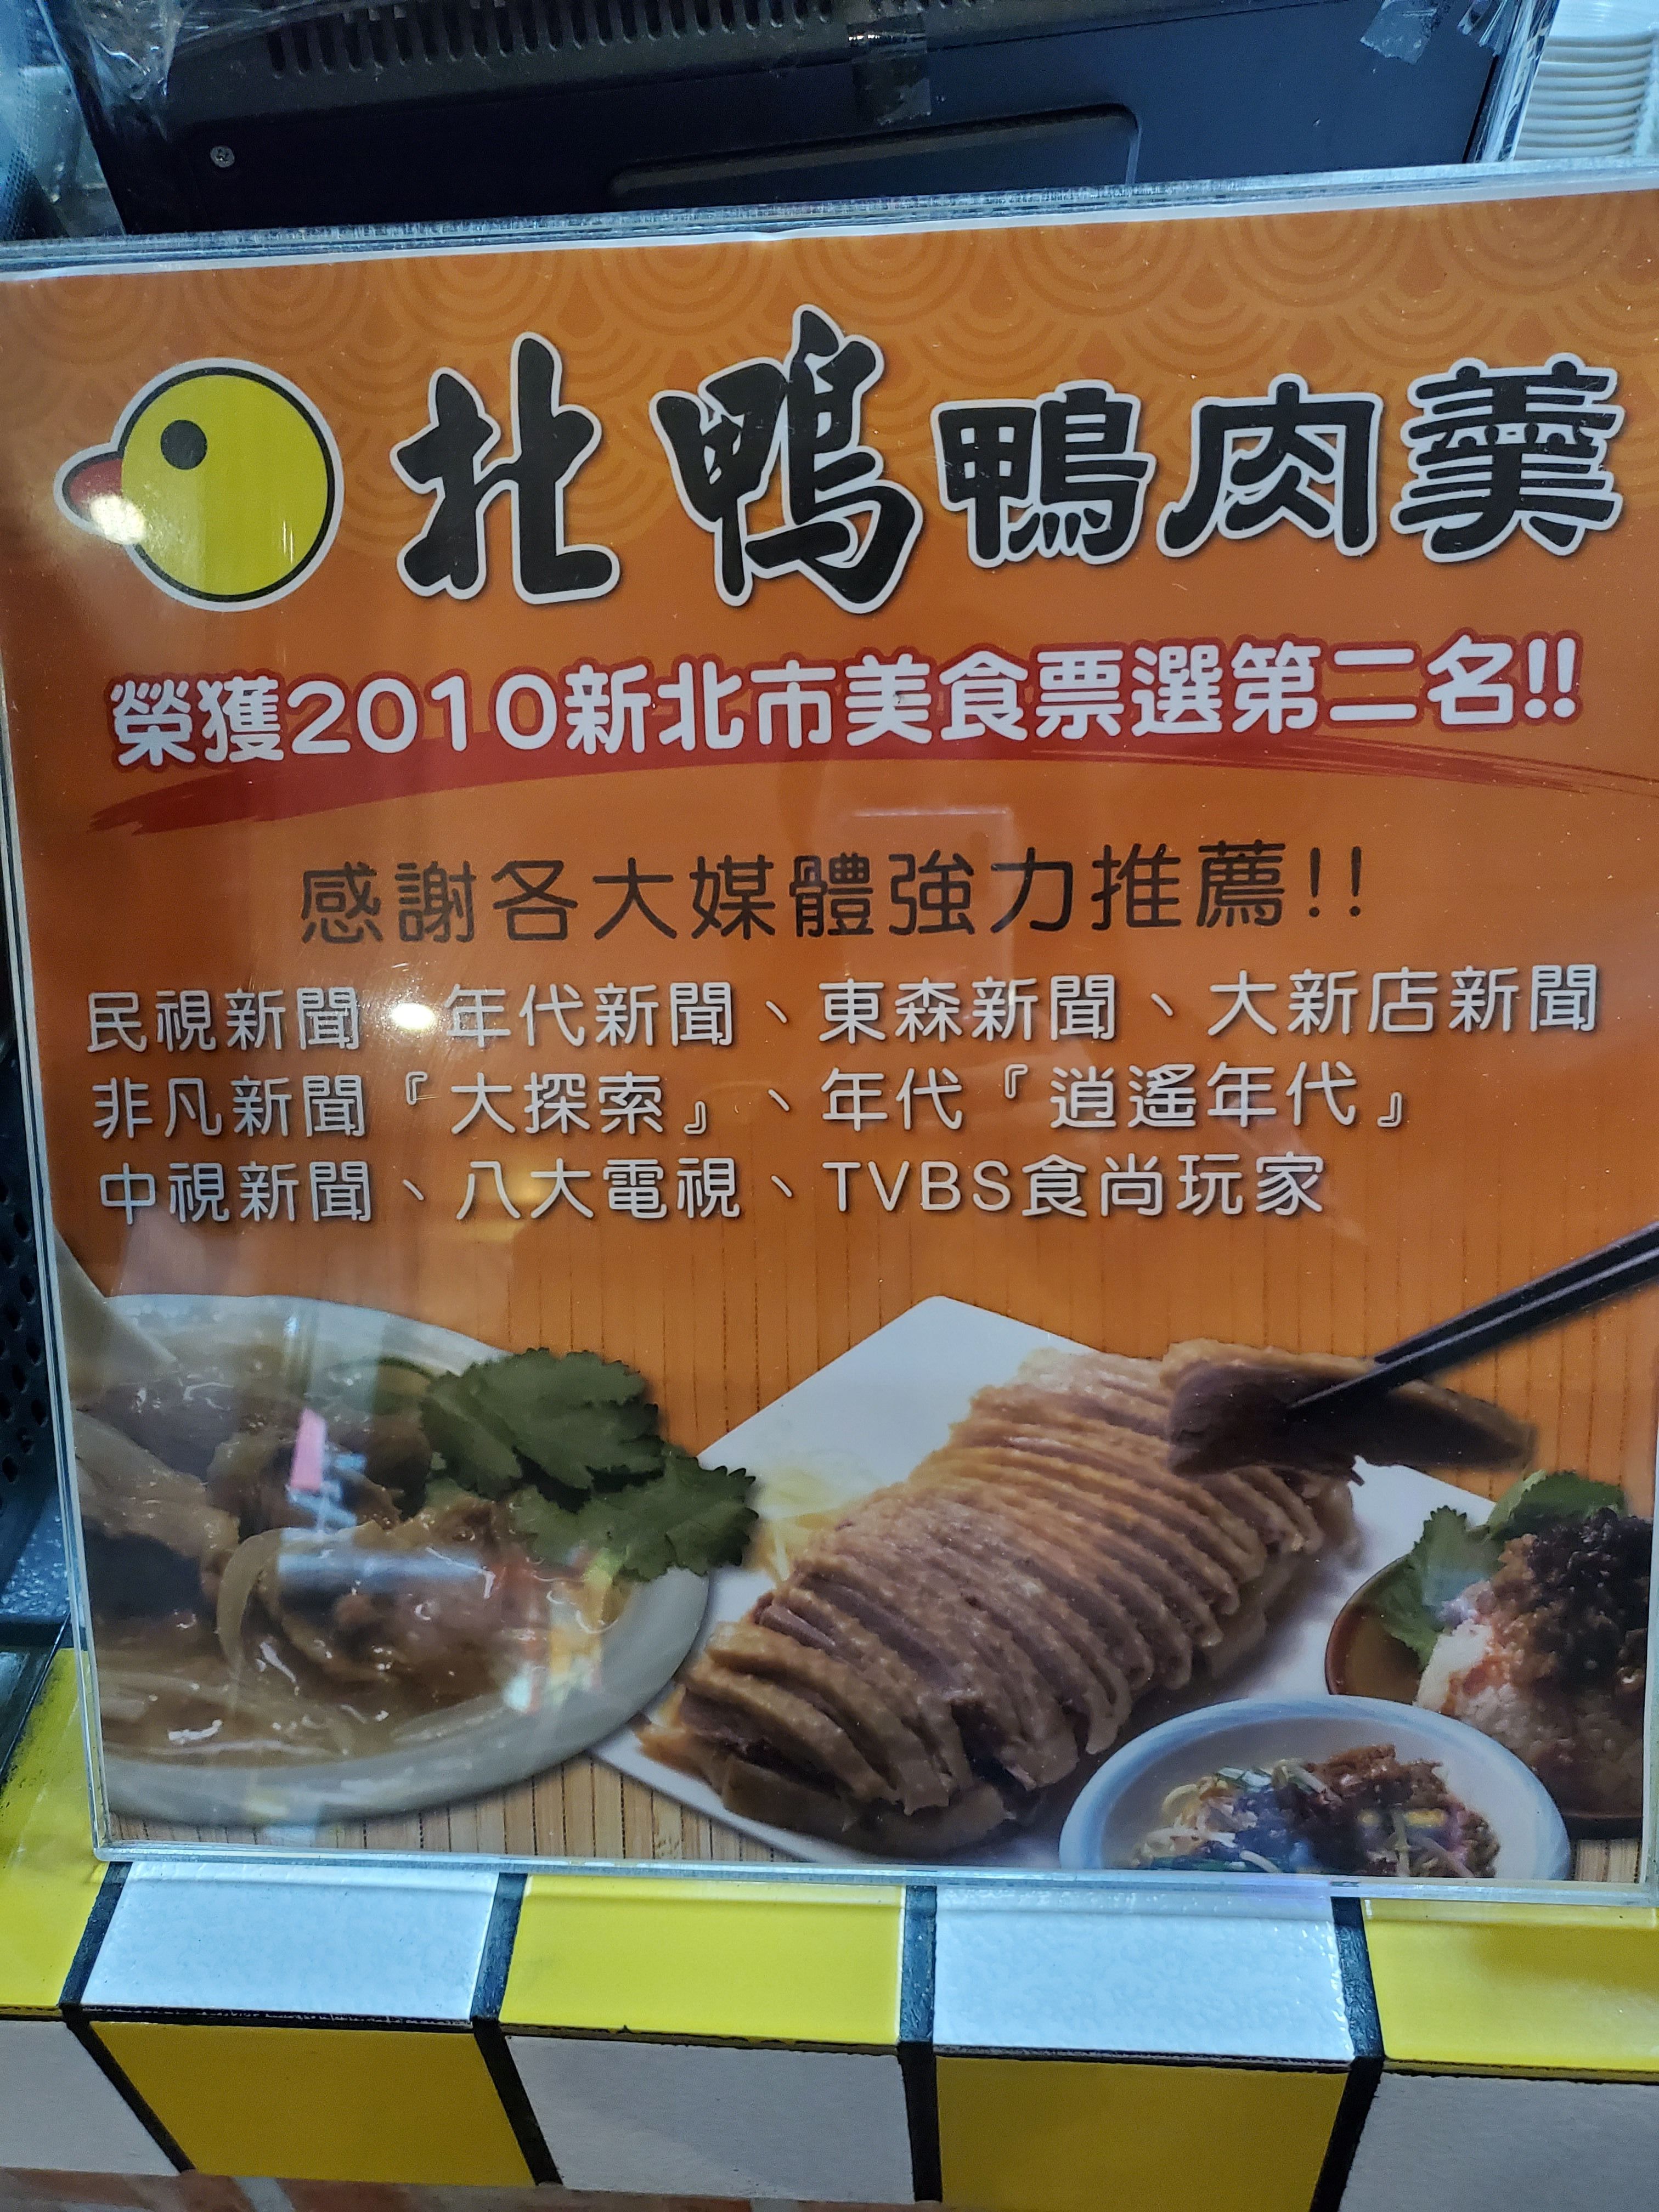 北鴨鴨肉羹
榮獲2010新北市美食票選第二名!!
感謝各大媒體強力推薦!!
民視新聞、年代新聞、東森新聞、大新店新聞
非凡新聞『大探索』、年代『逍遙年代』
中視新聞、八大電視、TVBS食尚玩家